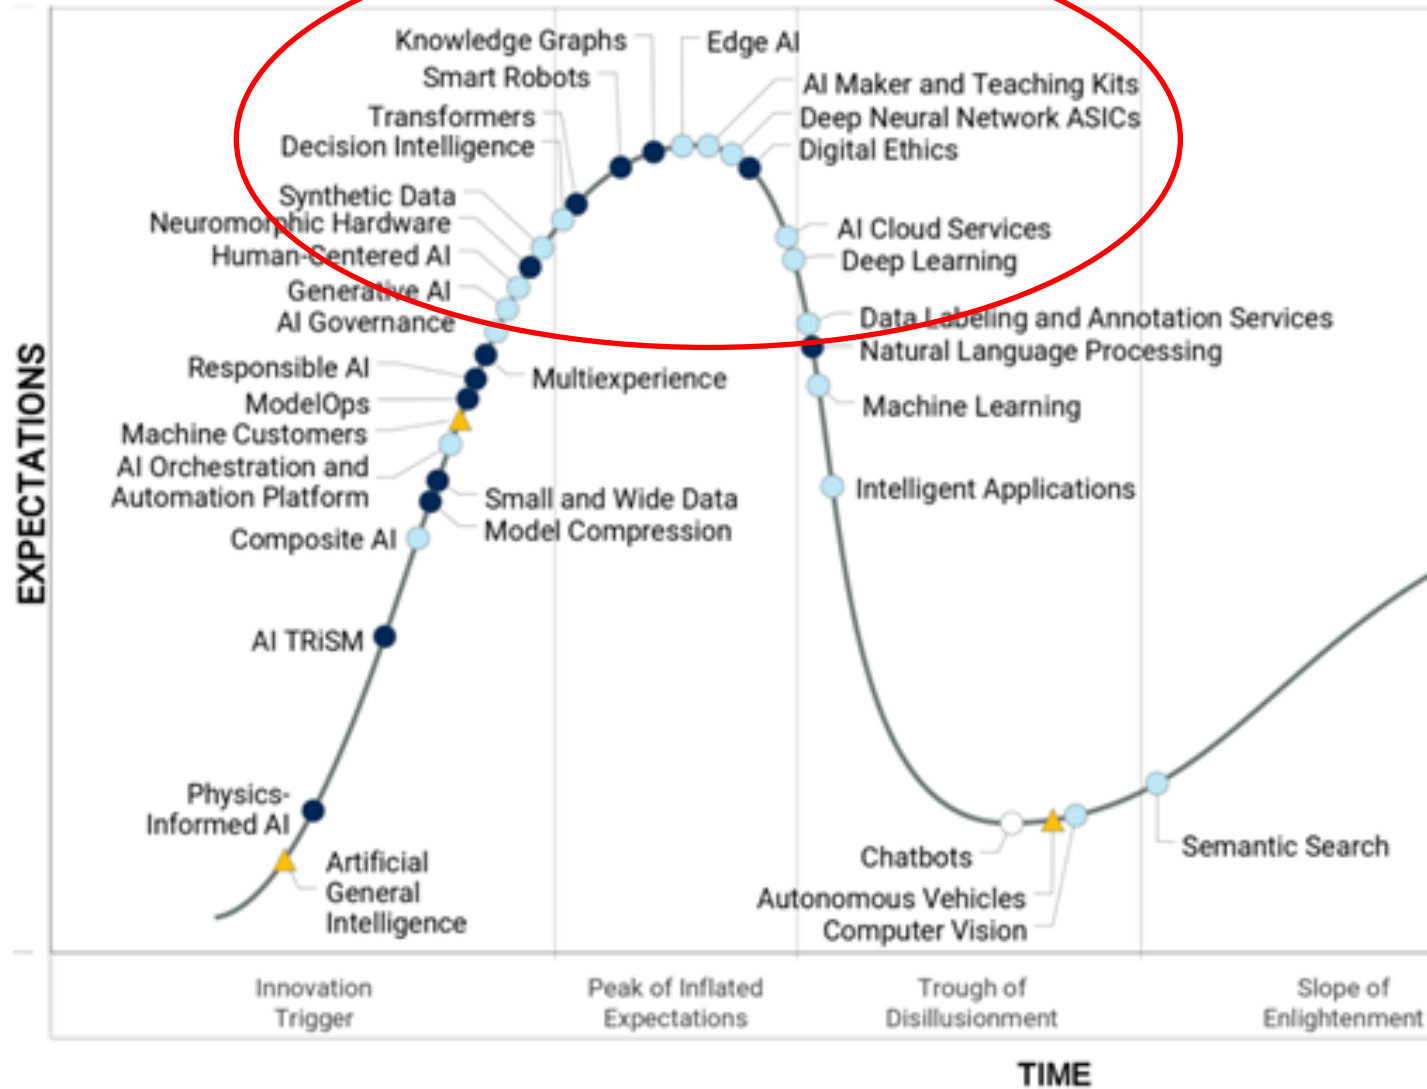 Knowledge Graphs
Edge AI
Smart Robots
AI Maker and Teaching Kits
Transformers
Deep Neural Network ASICs
Decision Intelligence
Digital Ethics
Synthetic Data
Neuromorphic Hardware
AI Cloud Services
Human-Centered AI
Deep Learning
Generative AI
AI Governance
Data Labeling and Annotation Services
Natural Language Processing
Responsible AI
Multiexperience
ModelOps
Machine Learning
Machine Customers
AI Orchestration and
Automation Platform
Intelligent Applications
Small and Wide Data
Model Compression
Composite AI
AI TRiSM
Physics-
Informed AI
Artificial
General
Intelligence
Chatbots
Semantic Search
Autonomous Vehicles
Computer Vision
EXPECTATIONS
Innovation
Trigger
Peak of Inflated
Expectations
Trough of
Disillusionment
Slope of
Enlightenment
TIME